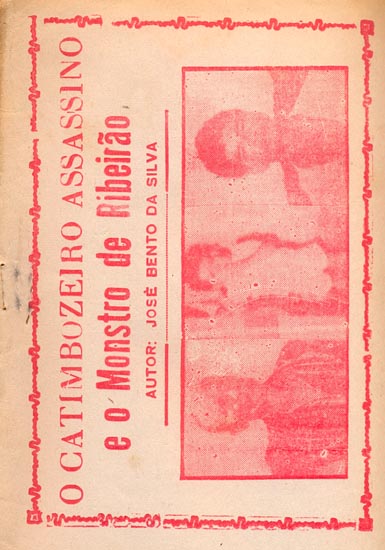 O CATIMBOZEIRO ASSASSINO
e o Monstro de Ribeirão
AUTOR: JOSÉ BENTO DA SILVA